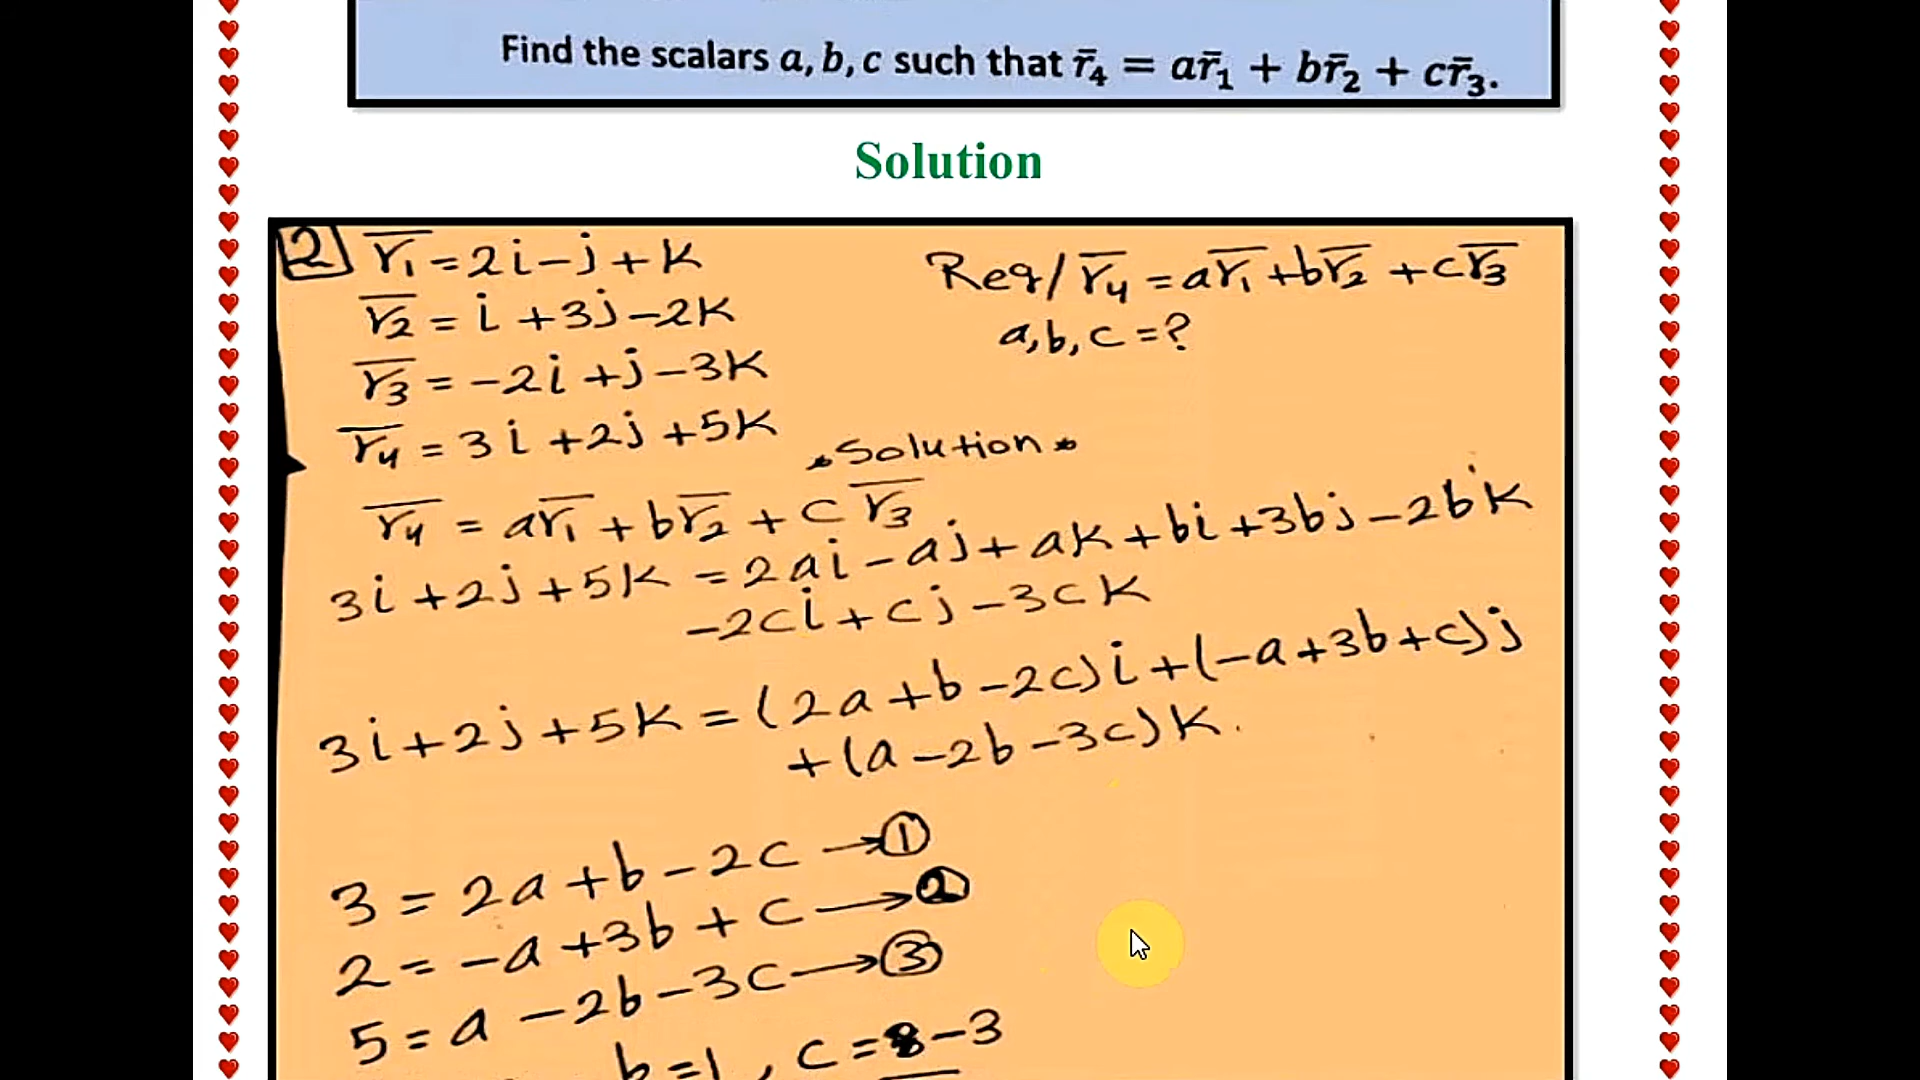 Find the scalars a, b, c such that r̄₄ = ar̄₁ + br̄₂ + cr̄₃.
Solution
2 r̄₁ = 2i - j + k
r̄₂ = i + 3j - 2k
r̄₃ = -2i + j - 3k
r̄₄ = 3i + 2j + 5k
Req/ r̄₄ = ar̄₁ + br̄₂ + cr̄₃
a, b, c = ?
Solution
r̄₄ = ar̄₁ + br̄₂ + cr̄₃
3i + 2j + 5k = 2ai - aj + ak + bi + 3bj - 2bk
-2ci + cj - 3ck
3i + 2j + 5k = (2a + b - 2c)i + (-a + 3b + c)j
+ (a - 2b - 3c)k.
3 = 2a + b - 2c → ①
2 = -a + 3b + c → ②
5 = a - 2b - 3c → ③
b = 1, c = -3